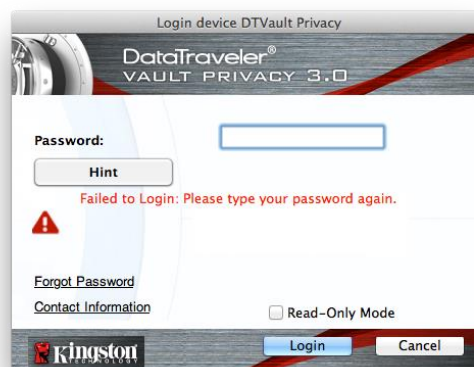 Login device DTVault Privacy
DataTraveler®
VAULT PRIVACY 3.0
Password:
Hint
Failed to Login: Please type your password again.
Forgot Password
Contact Information
Read-Only Mode
Kingston
TECHNOLOGY
Login
Cancel